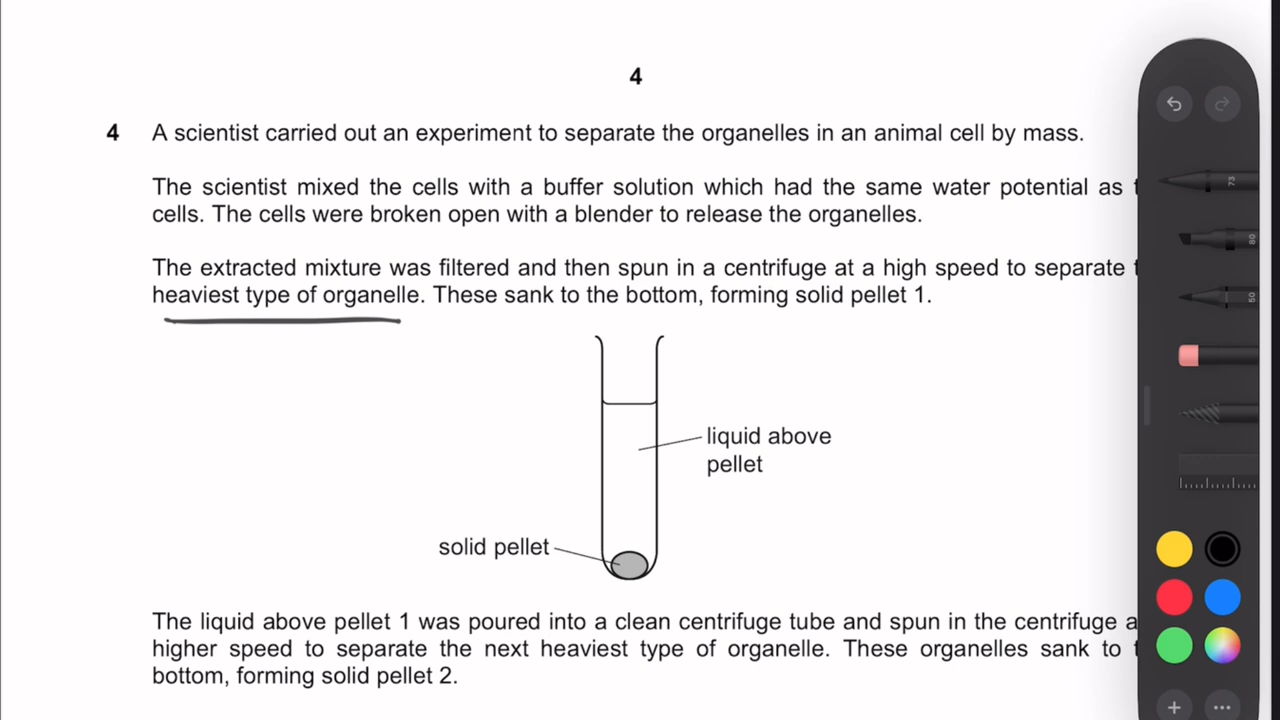 4
4 A scientist carried out an experiment to separate the organelles in an animal cell by mass.
The scientist mixed the cells with a buffer solution which had the same water potential as
cells. The cells were broken open with a blender to release the organelles.
The extracted mixture was filtered and then spun in a centrifuge at a high speed to separate
heaviest type of organelle. These sank to the bottom, forming solid pellet 1.
liquid above
pellet
solid pellet
The liquid above pellet 1 was poured into a clean centrifuge tube and spun in the centrifuge
higher speed to separate the next heaviest type of organelle. These organelles sank to
bottom, forming solid pellet 2.
73
80
50